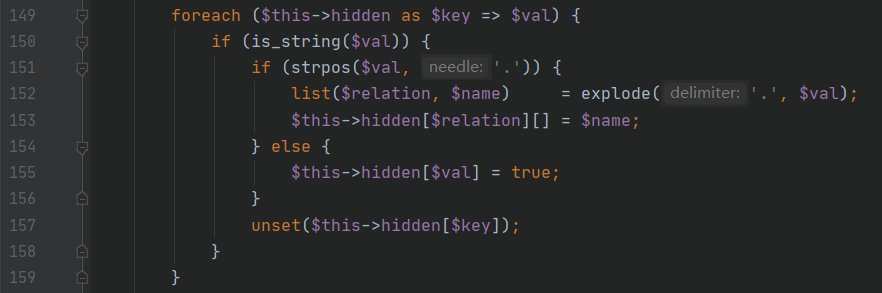 149 foreach ($this->hidden as $key => $val) {
150 if (is_string($val)) {
151 if (strpos($val, needle: '.')) {
152 list($relation, $name) = explode( delimiter: '.', $val);
153 $this->hidden[$relation][] = $name;
154 } else {
155 $this->hidden[$val] = true;
156 }
157 unset($this->hidden[$key]);
158 }
159 }